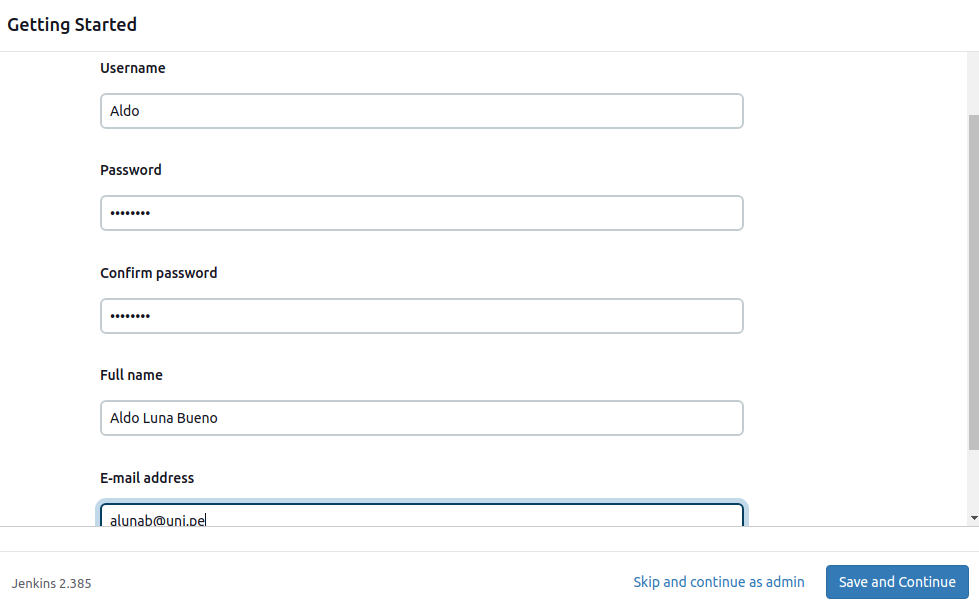 Getting Started
Username
Aldo
Password
••••••••
Confirm password
••••••••
Full name
Aldo Luna Bueno
E-mail address
alunab@uni.pe
Jenkins 2.385
Skip and continue as admin
Save and Continue